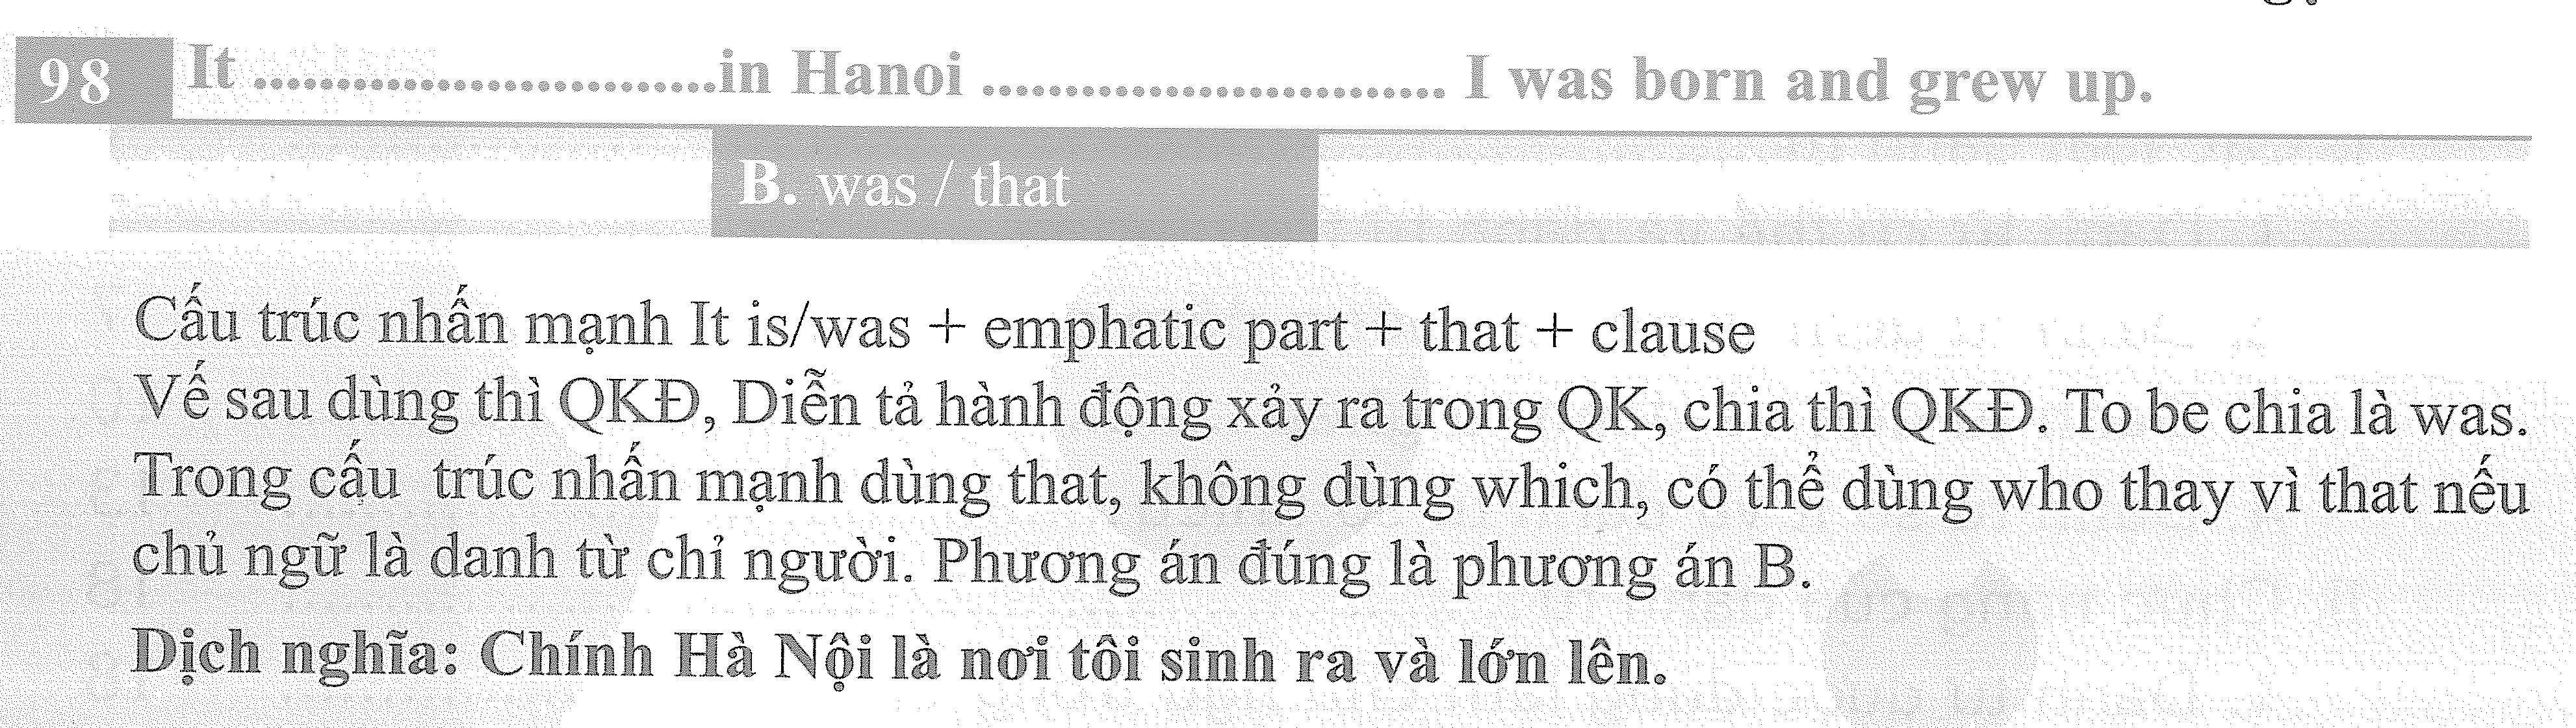 98 It ............................in Hanoi ............................ I was born and grew up.
B. was / that
Cấu trúc nhấn mạnh It is/was + emphatic part + that + clause
Vế sau dùng thì QKĐ, Diễn tả hành động xảy ra trong QK, chia thì QKĐ. To be chia là was.
Trong cấu trúc nhấn mạnh dùng that, không dùng which, có thể dùng who thay vì that nếu
chủ ngữ là danh từ chỉ người. Phương án đúng là phương án B.
Dịch nghĩa: Chính Hà Nội là nơi tôi sinh ra và lớn lên.